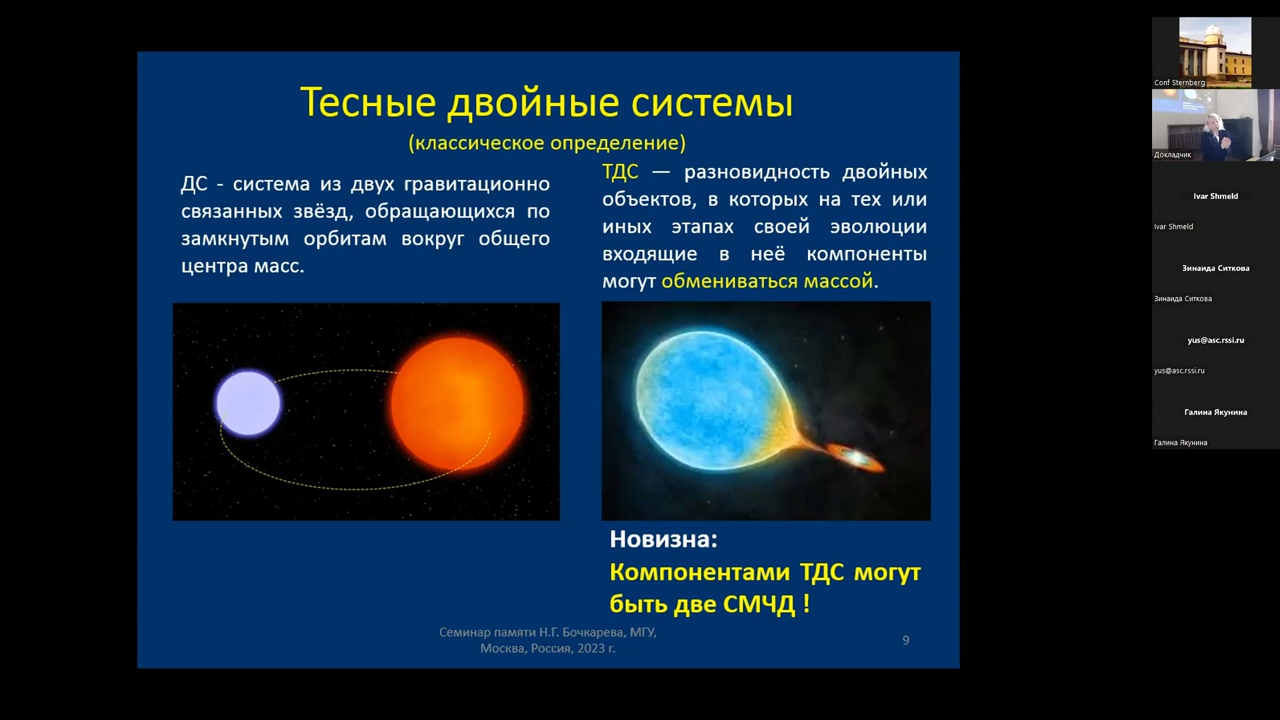 Тесные двойные системы
(классическое определение)
ДС - система из двух гравитационно
связанных звёзд, обращающихся по
замкнутым орбитам вокруг общего
центра масс.
ТДС — разновидность двойных
объектов, в которых на тех или
иных этапах своей эволюции
входящие в неё компоненты
могут обмениваться массой.
Новизна:
Компонентами ТДС могут
быть две СМЧД !
Семинар памяти Н.Г. Бочкарева, МГУ,
Москва, Россия, 2023 г.
9
Conf Sternberg
Докладчик
Ivar Shmeld
Ivar Shmeld
Зинаида Ситкова
Зинаида Ситкова
yus@asc.rssi.ru
yus@asc.rssi.ru
Галина Якунина
Галина Якунина